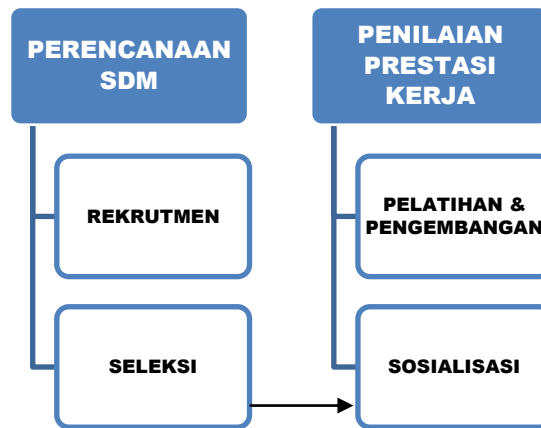 PERENCANAAN
SDM
REKRUTMEN
SELEKSI
PENILAIAN
PRESTASI
KERJA
PELATIHAN &
PENGEMBANGAN
SOSIALISASI